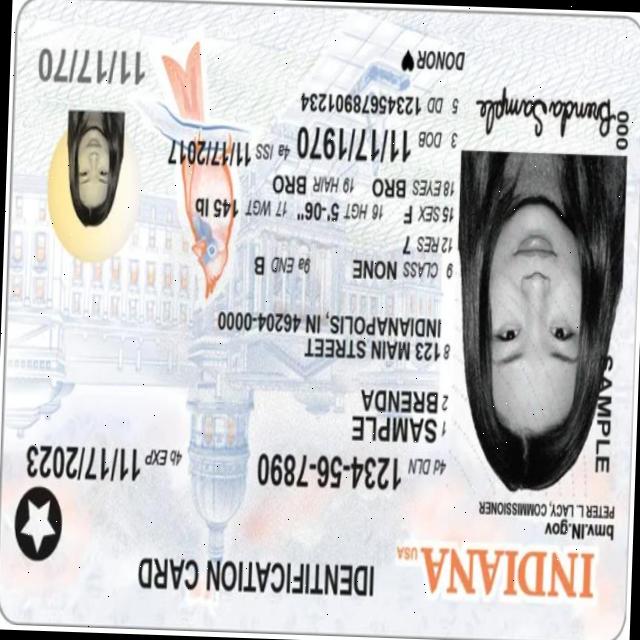 INDIANA USA IDENTIFICATION CARD
bmv.IN.gov
PETER L. LACY, COMMISSIONER
4d DLN 1234-56-7890 4b EXP 11/17/2023
1 SAMPLE
2 BRENDA
8 123 MAIN STREET
INDIANAPOLIS, IN 46204-0000
9 CLASS NONE 9a END B
12 RES 7
15 SEX F 16 HGT 5'-06" 17 WGT 145 lb
18 EYES BRO 19 HAIR BRO
3 DOB 11/17/1970 4a ISS 11/17/2017
5 DD 12345678901234
DONOR
11/17/70
SAMPLE
000
Brenda Sample